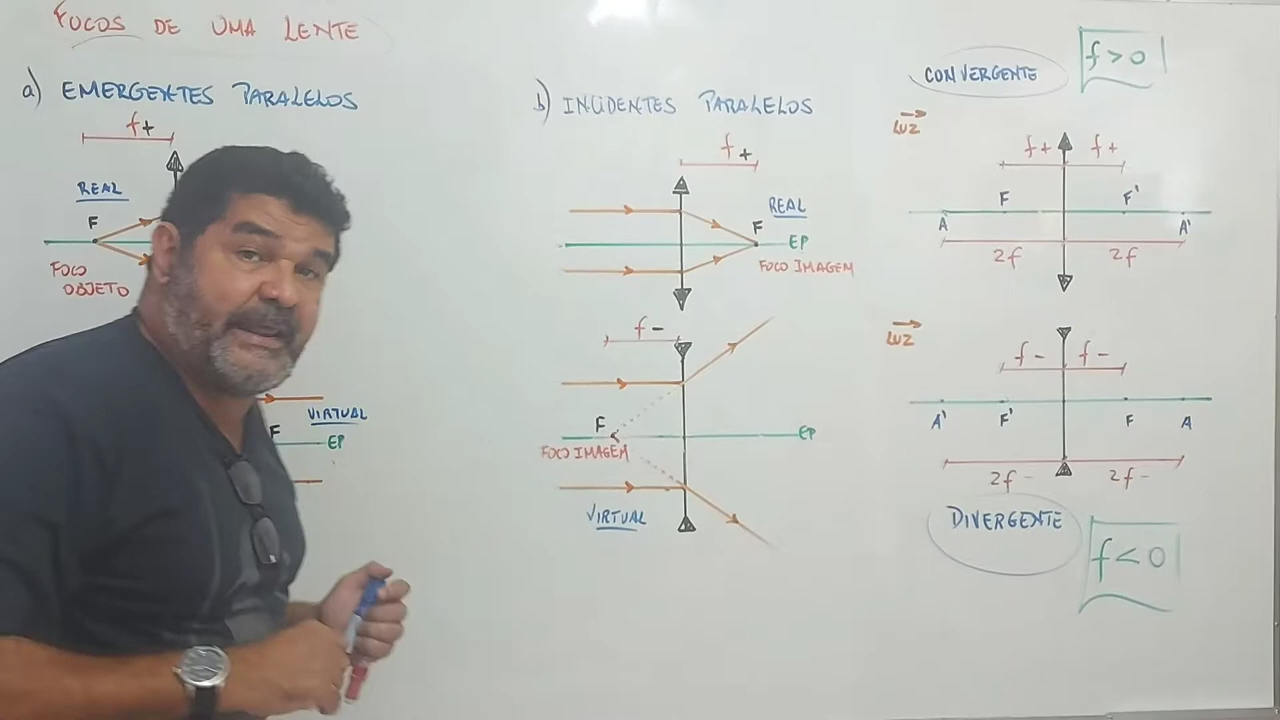 FOCOS DE UMA LENTE
a) EMERGENTES PARALELOS
f+
REAL
F
FOCO
OBJETO
VIRTUAL
F
EP
b) INCIDENTES PARALELOS
f+
REAL
F
EP
FOCO IMAGEM
f-
F
EP
FOCO IMAGEM
VIRTUAL
CONVERGENTE
f > 0
LUZ
f+ f+
F F'
A A'
2f 2f
LUZ
f- f-
A' F' F A
2f- 2f-
DIVERGENTE
f < 0